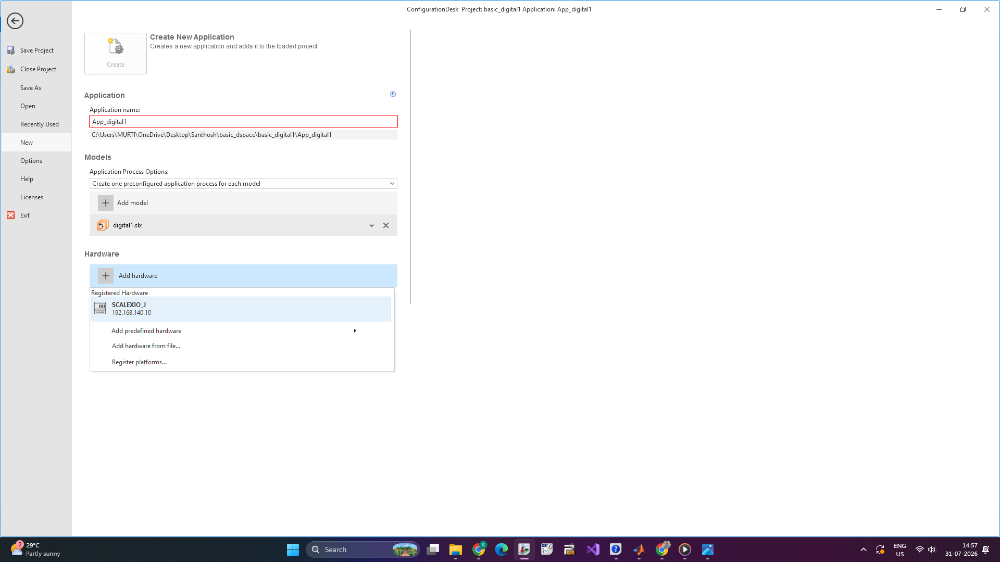 ConfigurationDesk Project: basic_digital1 Application: App_digital1
Save Project
Close Project
Save As
Open
Recently Used
New
Options
Help
Licenses
Exit
Create
Create New Application
Creates a new application and adds it to the loaded project.
Application
Application name:
App_digital1
C:\Users\MURTI\OneDrive\Desktop\Santhosh\basic_dspace\basic_digital1\App_digital1
Models
Application Process Options:
Create one preconfigured application process for each model
Add model
digital1.slx
Hardware
Add hardware
Registered Hardware
SCALEXIO_J
192.168.140.10
Add predefined hardware
Add hardware from file...
Register platforms...
2
29°C
Partly sunny
Search
S
ENG
US
14:57
31-07-2026